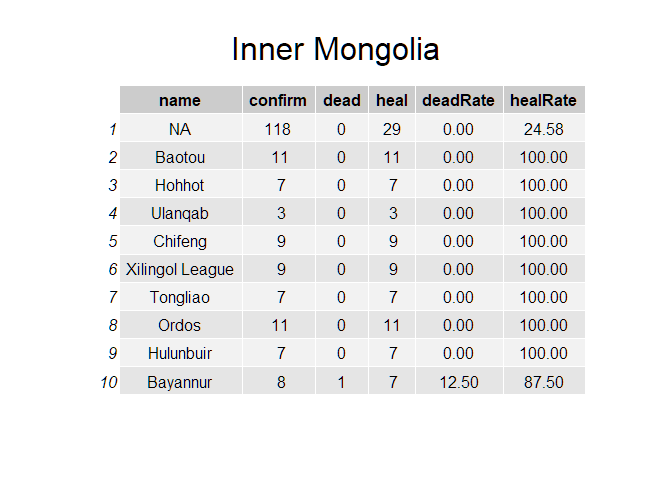 Inner Mongolia
name confirm dead heal deadRate healRate
1 NA 118 0 29 0.00 24.58
2 Baotou 11 0 11 0.00 100.00
3 Hohhot 7 0 7 0.00 100.00
4 Ulanqab 3 0 3 0.00 100.00
5 Chifeng 9 0 9 0.00 100.00
6 Xilingol League 9 0 9 0.00 100.00
7 Tongliao 7 0 7 0.00 100.00
8 Ordos 11 0 11 0.00 100.00
9 Hulunbuir 7 0 7 0.00 100.00
10 Bayannur 8 1 7 12.50 87.50